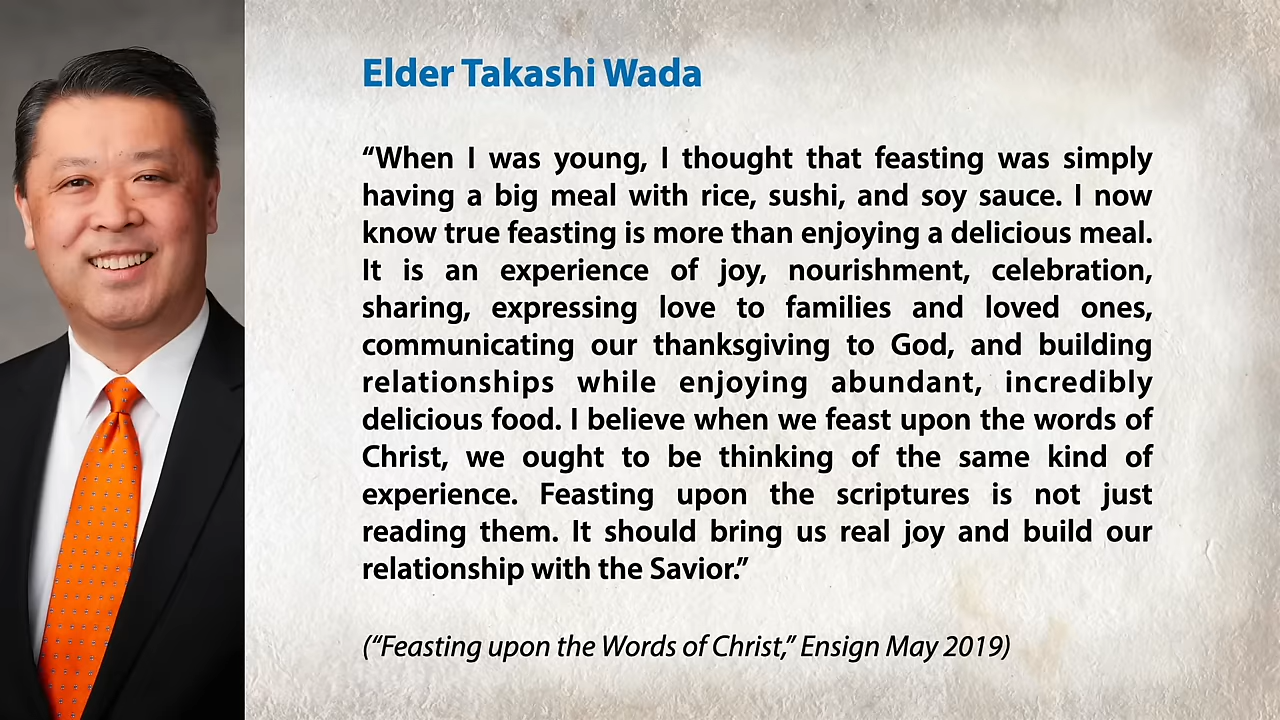 Elder Takashi Wada
“When I was young, I thought that feasting was simply
having a big meal with rice, sushi, and soy sauce. I now
know true feasting is more than enjoying a delicious meal.
It is an experience of joy, nourishment, celebration,
sharing, expressing love to families and loved ones,
communicating our thanksgiving to God, and building
relationships while enjoying abundant, incredibly
delicious food. I believe when we feast upon the words of
Christ, we ought to be thinking of the same kind of
experience. Feasting upon the scriptures is not just
reading them. It should bring us real joy and build our
relationship with the Savior.”
(“Feasting upon the Words of Christ,” Ensign May 2019)